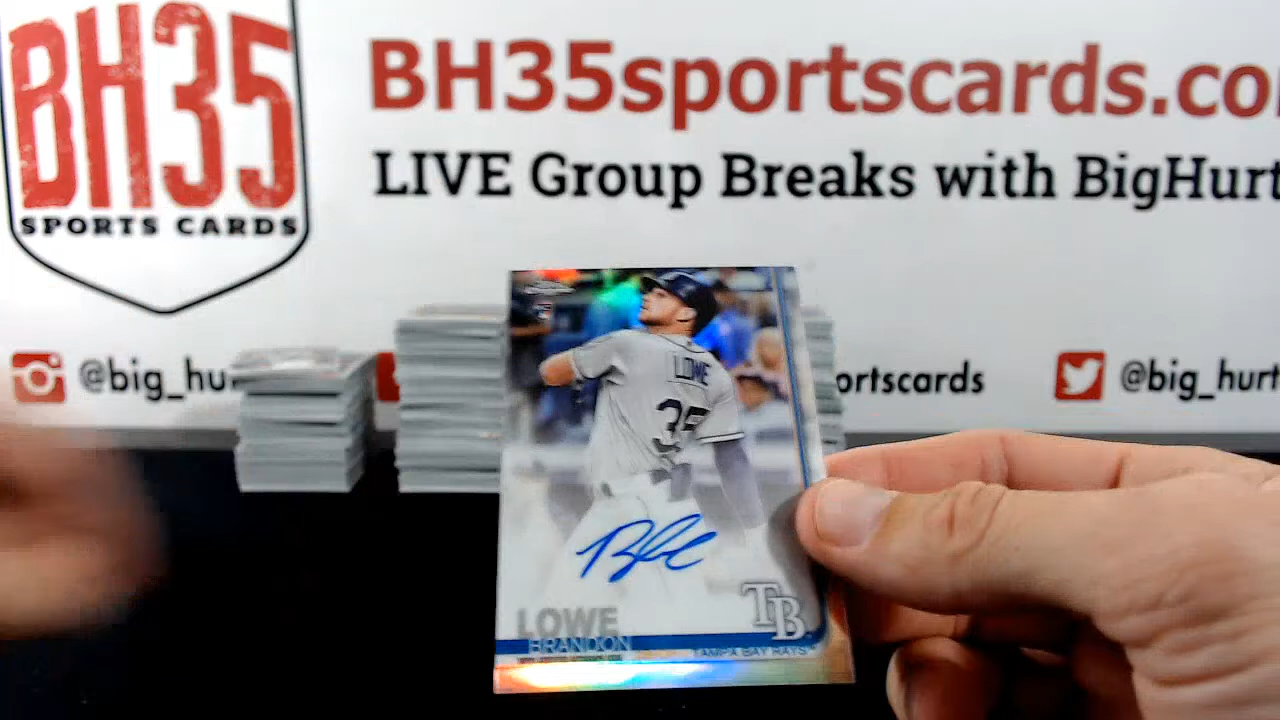 BH35
SPORTS CARDS
BH35sportscards.co
LIVE Group Breaks with BigHurt
@big_hu
ortscards
@big_hurt
LOWE
35
LOWE
BRANDON
TAMPA BAY RAYS
TB